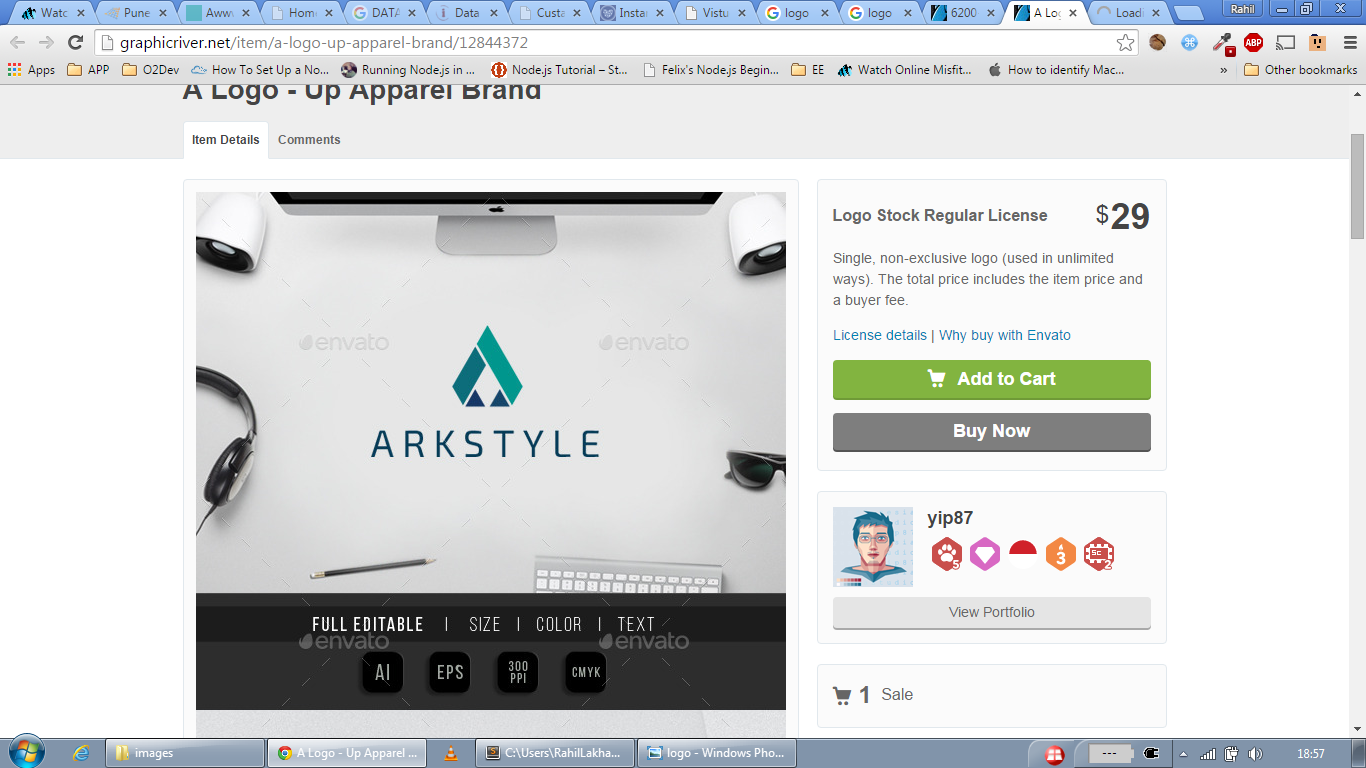 Watc
Pune
Aww
Home
DATA
Data
Custa
Instar
Vistu
logo
logo
6200
A Log
Loadi
Rahil
graphicriver.net/item/a-logo-up-apparel-brand/12844372
ABP
Apps
APP
O2Dev
How To Set Up a No...
Running Node.js in ...
Node.js Tutorial – St...
Felix's Node.js Begin...
EE
Watch Online Misfit...
How to identify Mac...
»
Other bookmarks
A Logo - Up Apparel Brand
Item Details
Comments
envato
envato
ARKSTYLE
FULL EDITABLE | SIZE | COLOR | TEXT
envato
envato
AI
EPS
300
PPI
CMYK
Logo Stock Regular License
$29
Single, non-exclusive logo (used in unlimited
ways). The total price includes the item price and
a buyer fee.
License details | Why buy with Envato
Add to Cart
Buy Now
yip87
5
3
SC
2
View Portfolio
1 Sale
images
A Logo - Up Apparel ...
C:\Users\RahilLakha...
logo - Windows Pho...
---
18:57